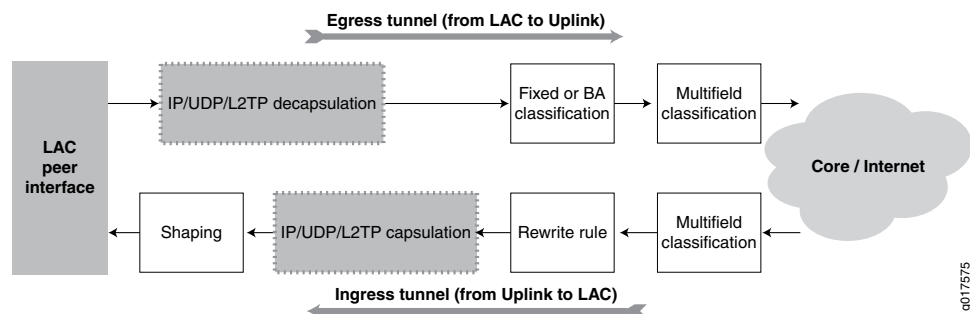 Egress tunnel (from LAC to Uplink)
LAC
peer
interface
IP/UDP/L2TP decapsulation
Fixed or BA
classification
Multifield
classification
Core / Internet
Shaping
IP/UDP/L2TP capsulation
Rewrite rule
Multifield
classification
Ingress tunnel (from Uplink to LAC)
g017575